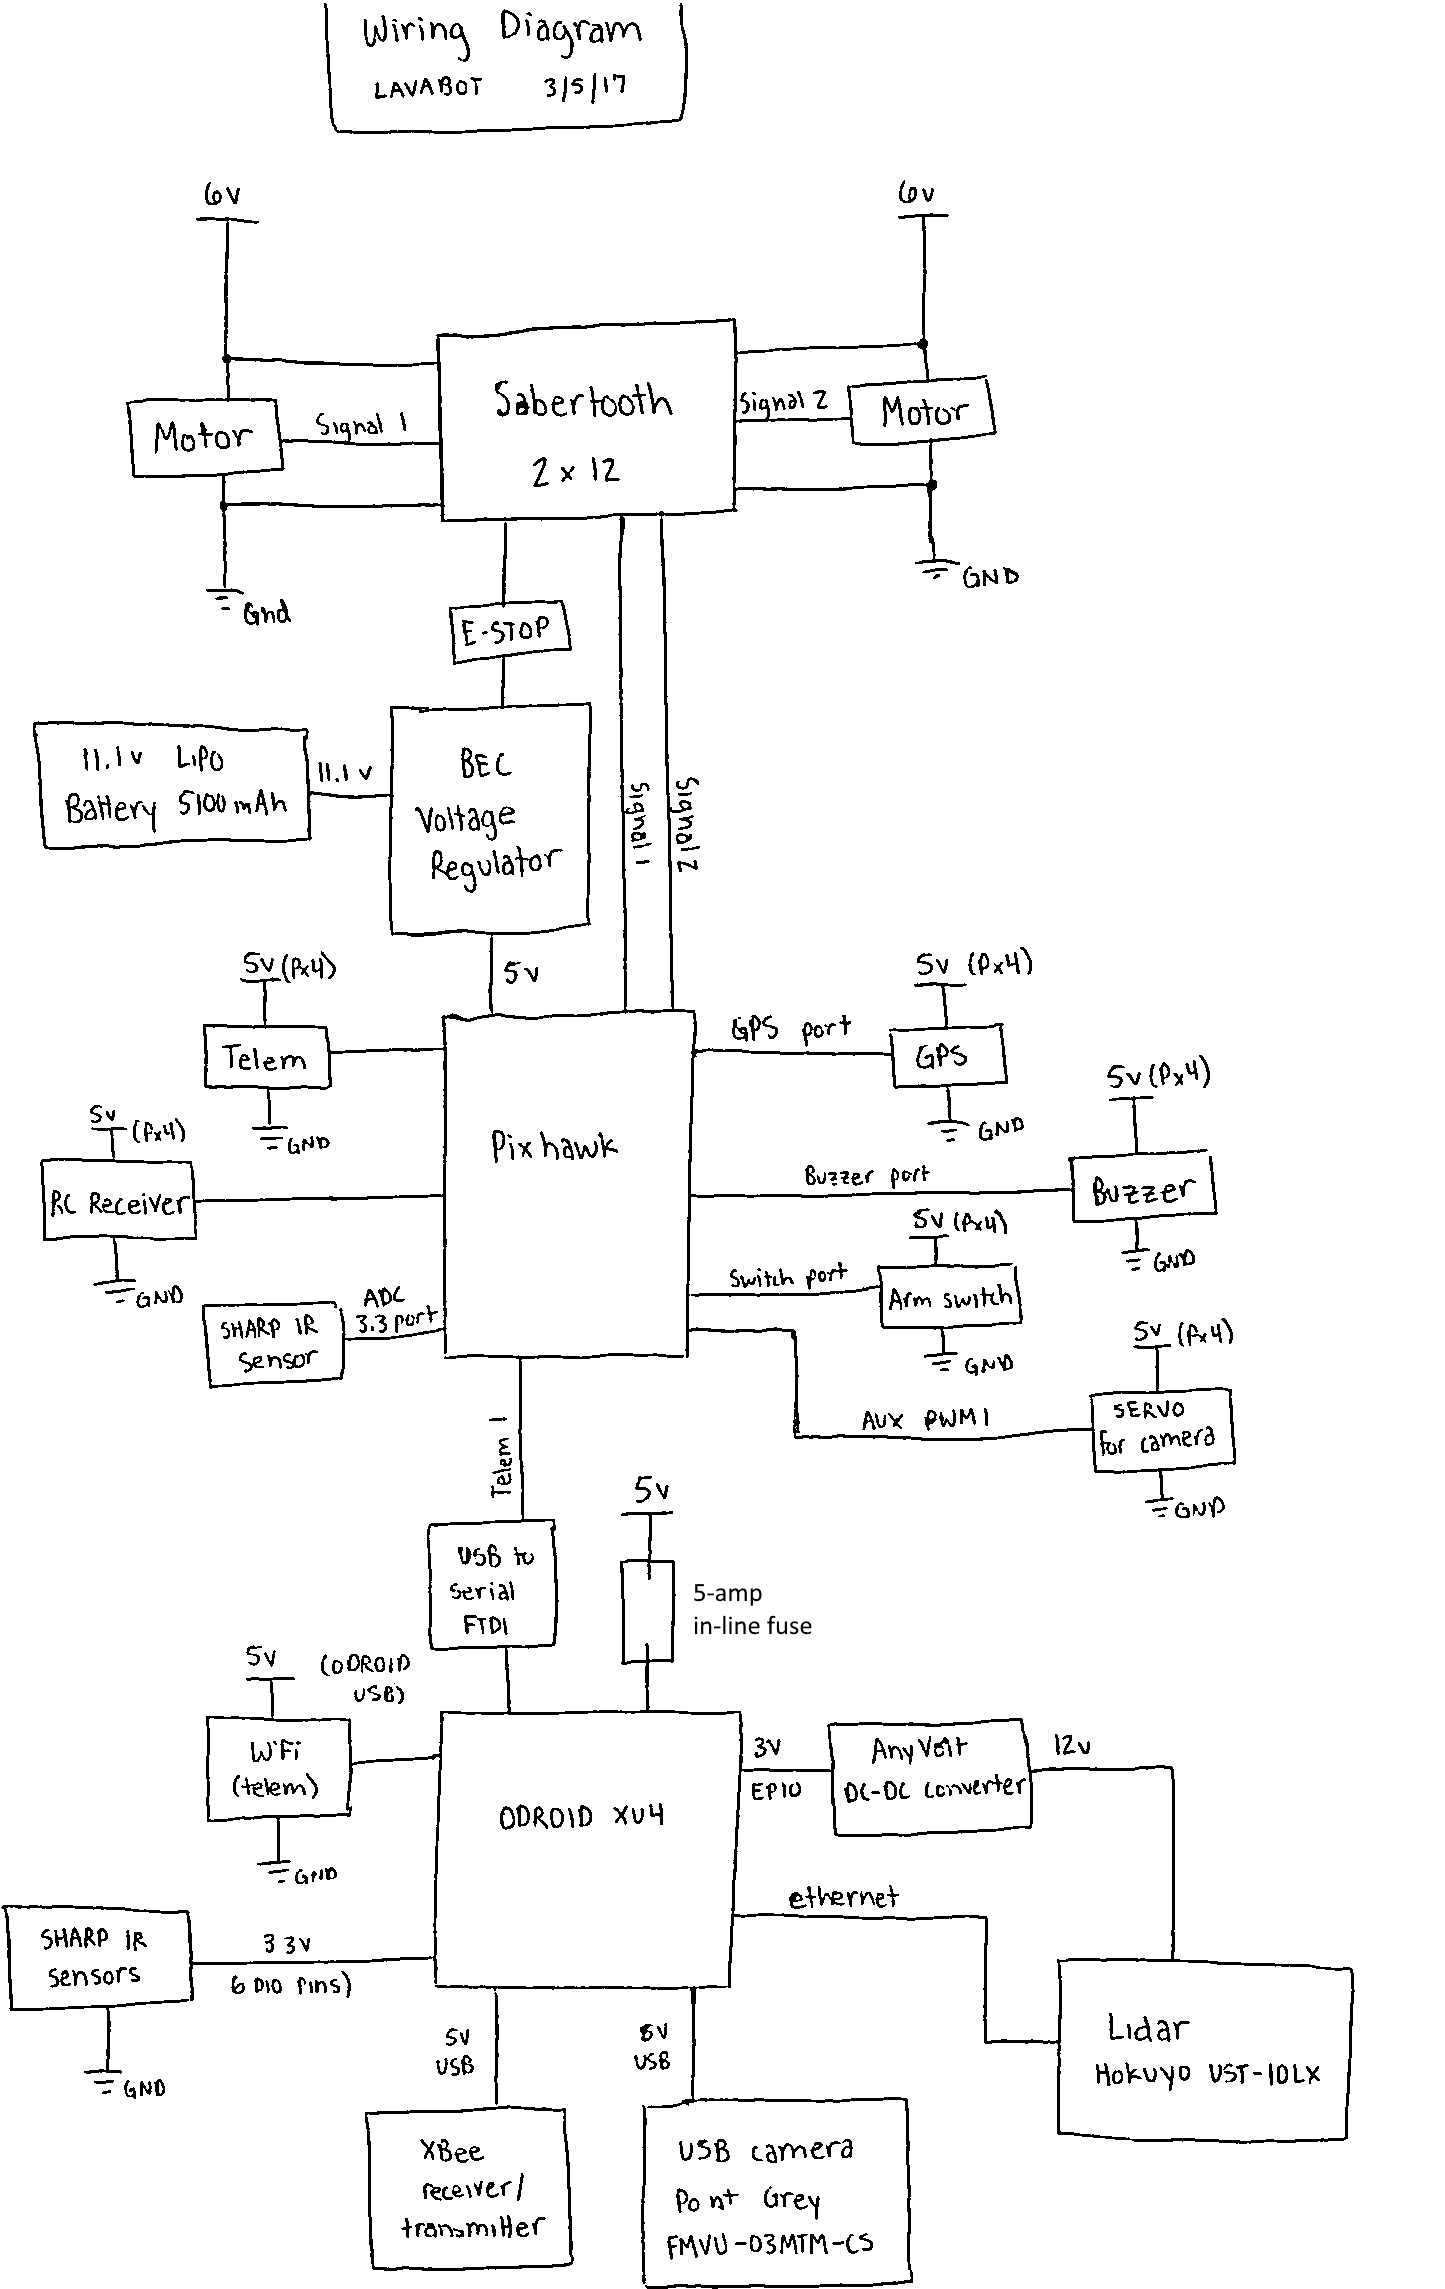 Wiring Diagram
LAVABOT 3/5/17
6v
6v
Sabertooth
2 x 12
Motor
Signal 1
Signal 2
Motor
Gnd
GND
E-STOP
11.1v LiPO
Battery 5100mAh
11.1 v
BEC
Voltage
Regulator
Signal 1
Signal 2
5v
5v (Px4)
Telem
GND
GPS port
5v (Px4)
GPS
GND
5v
(Px4)
RC Receiver
GND
Pixhawk
Buzzer port
5v (Px4)
Buzzer
GND
Switch port
5v (Px4)
Arm switch
GND
SHARP IR
sensor
ADC
3.3 port
AUX PWM1
5v (Px4)
SERVO
for camera
GND
Telem 1
USB to
serial
FTDI
5v
5-amp
in-line fuse
5v
(ODROID
USB)
WiFi
(telem)
GND
ODROID XU4
3V
EPIO
AnyVolt
DC-DC converter
12v
ethernet
SHARP IR
sensors
3.3V
6 DIO Pins)
GND
Lidar
HOKUYO UST-10LX
5V
USB
5V
USB
XBee
receiver/
transmitter
USB camera
Point Grey
FMVU-03MTM-CS